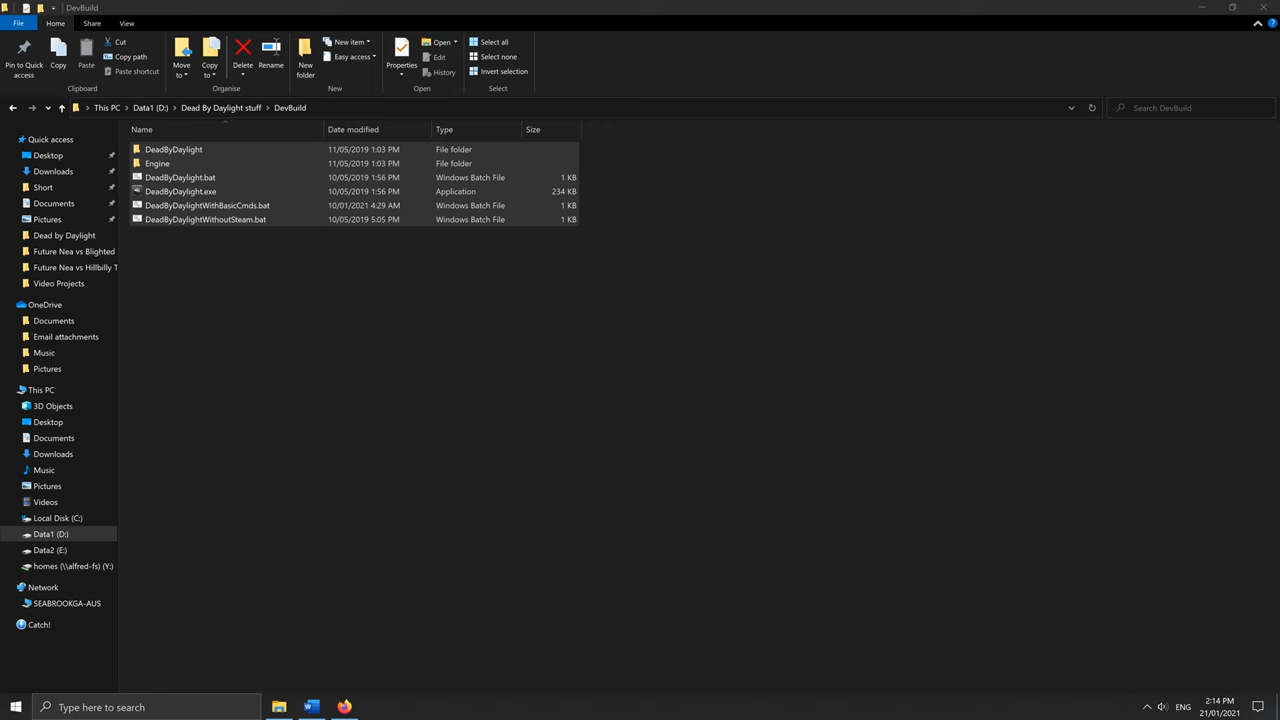 DevBuild
File Home Share View
Pin to Quick access
Copy
Paste
Cut
Copy path
Paste shortcut
Clipboard
Move to
Copy to
Delete
Rename
Organise
New folder
New item
Easy access
New
Properties
Open
Edit
History
Open
Select all
Select none
Invert selection
Select
This PC > Data1 (D:) > Dead By Daylight stuff > DevBuild
Search DevBuild
Name Date modified Type Size
DeadByDaylight 11/05/2019 1:03 PM File folder
Engine 11/05/2019 1:03 PM File folder
DeadByDaylight.bat 10/05/2019 1:56 PM Windows Batch File 1 KB
DeadByDaylight.exe 10/05/2019 1:56 PM Application 234 KB
DeadByDaylightWithBasicCmds.bat 10/01/2021 4:29 AM Windows Batch File 1 KB
DeadByDaylightWithoutSteam.bat 10/05/2019 5:05 PM Windows Batch File 1 KB
Quick access
Desktop
Downloads
Short
Documents
Pictures
Dead by Daylight
Future Nea vs Blighted
Future Nea vs Hillbilly T
Video Projects
OneDrive
Documents
Email attachments
Music
Pictures
This PC
3D Objects
Desktop
Documents
Downloads
Music
Pictures
Videos
Local Disk (C:)
Data1 (D:)
Data2 (E:)
homes (\\alfred-fs) (Y:)
Network
SEABROOKGA-AUS
Catch!
Type here to search
ENG
2:14 PM
21/01/2021